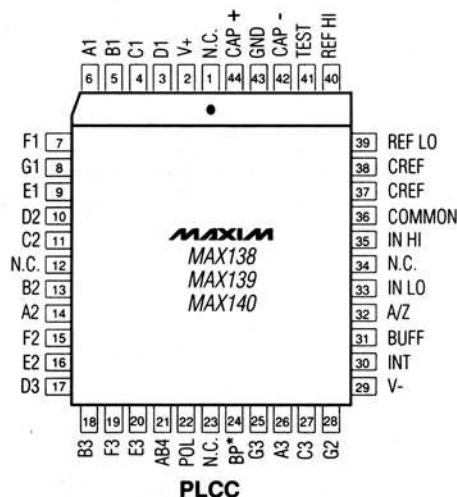 A1 B1 C1 D1 V+ N.C. CAP + GND CAP - TEST REF HI
6 5 4 3 2 1 44 43 42 41 40
F1 7 39 REF LO
G1 8 38 CREF
E1 9 37 CREF
D2 10 36 COMMON
C2 11 MAXIM 35 IN HI
N.C. 12 MAX138 34 N.C.
B2 13 MAX139 33 IN LO
A2 14 MAX140 32 A/Z
F2 15 31 BUFF
E2 16 30 INT
D3 17 29 V-
18 19 20 21 22 23 24 25 26 27 28
B3 F3 E3 AB4 POL N.C. BP* G3 A3 C3 G2
PLCC